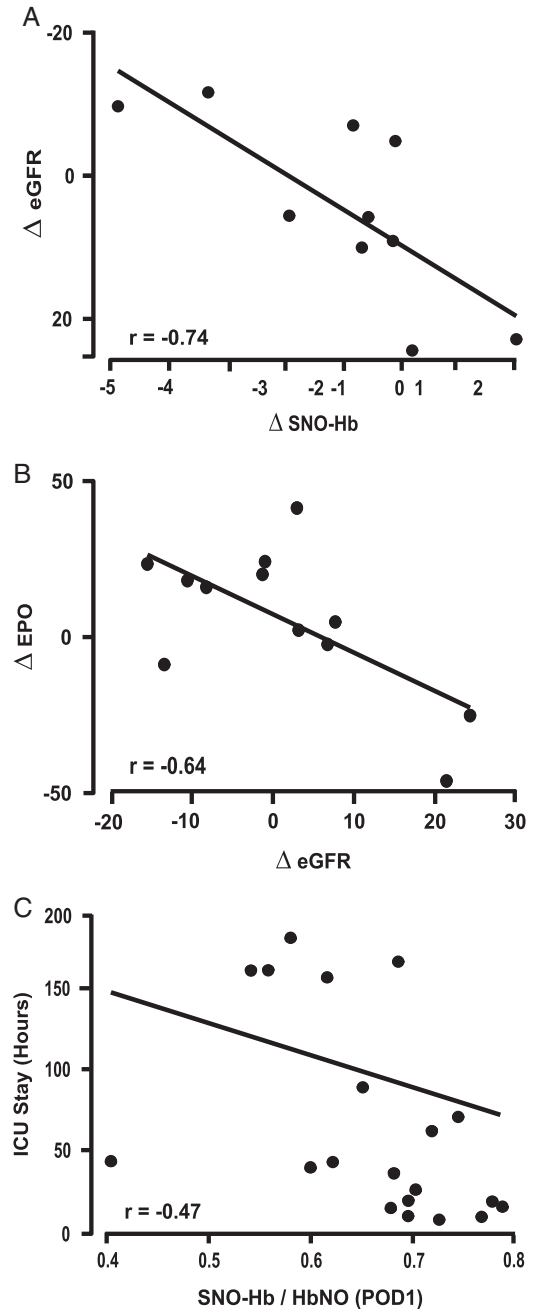 A
-20
0
20
Δ eGFR
r = -0.74
-5 -4 -3 -2 -1 0 1 2
Δ SNO-Hb
B
50
0
-50
Δ EPO
r = -0.64
-20 -10 0 10 20 30
Δ eGFR
C
200
150
100
50
0
ICU Stay (Hours)
r = -0.47
0.4 0.5 0.6 0.7 0.8
SNO-Hb / HbNO (POD1)